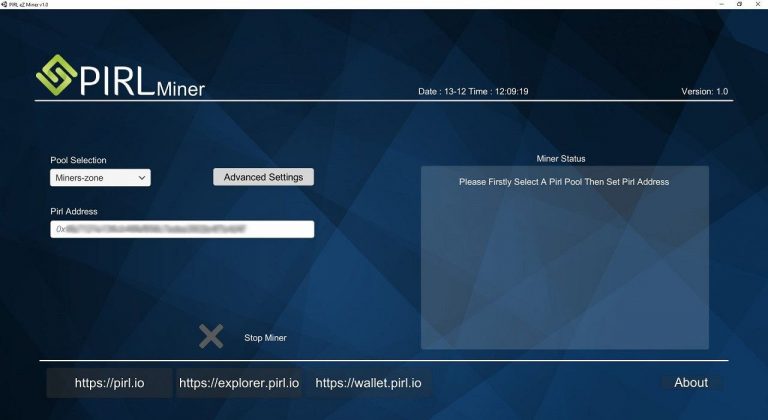 PIRL eZ Miner v1.0
PIRL Miner
Date : 13-12 Time : 12:09:19
Version: 1.0
Pool Selection
Miners-zone
Advanced Settings
Pirl Address
0x
Miner Status
Please Firstly Select A Pirl Pool Then Set Pirl Address
Stop Miner
https://pirl.io
https://explorer.pirl.io
https://wallet.pirl.io
About